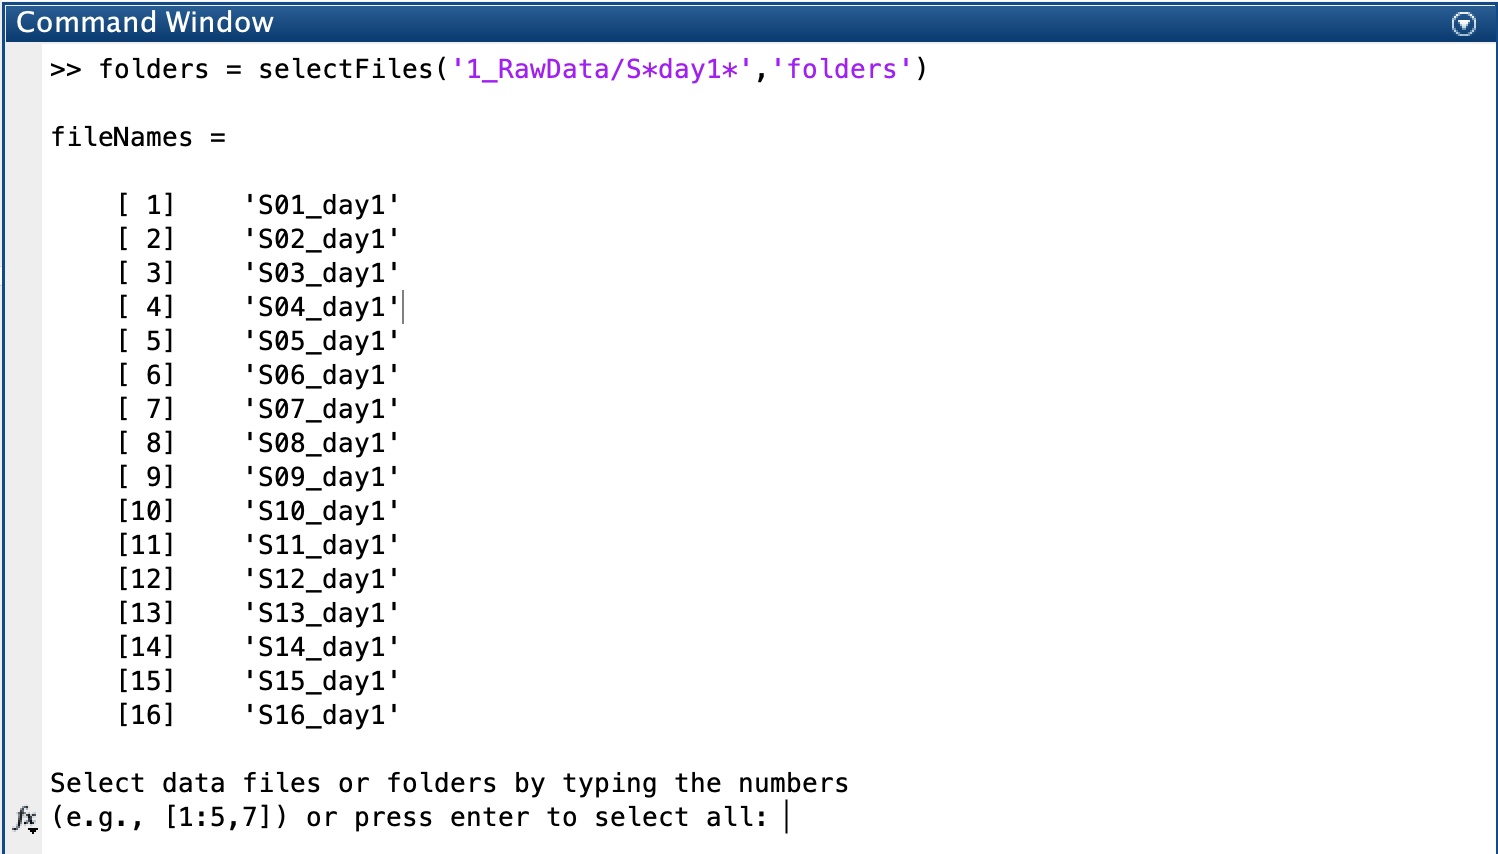 Command Window
>> folders = selectFiles('1_RawData/S*day1*','folders')
fileNames =
[ 1]    'S01_day1'
[ 2]    'S02_day1'
[ 3]    'S03_day1'
[ 4]    'S04_day1'
[ 5]    'S05_day1'
[ 6]    'S06_day1'
[ 7]    'S07_day1'
[ 8]    'S08_day1'
[ 9]    'S09_day1'
[10]    'S10_day1'
[11]    'S11_day1'
[12]    'S12_day1'
[13]    'S13_day1'
[14]    'S14_day1'
[15]    'S15_day1'
[16]    'S16_day1'
Select data files or folders by typing the numbers
fx (e.g., [1:5,7]) or press enter to select all: